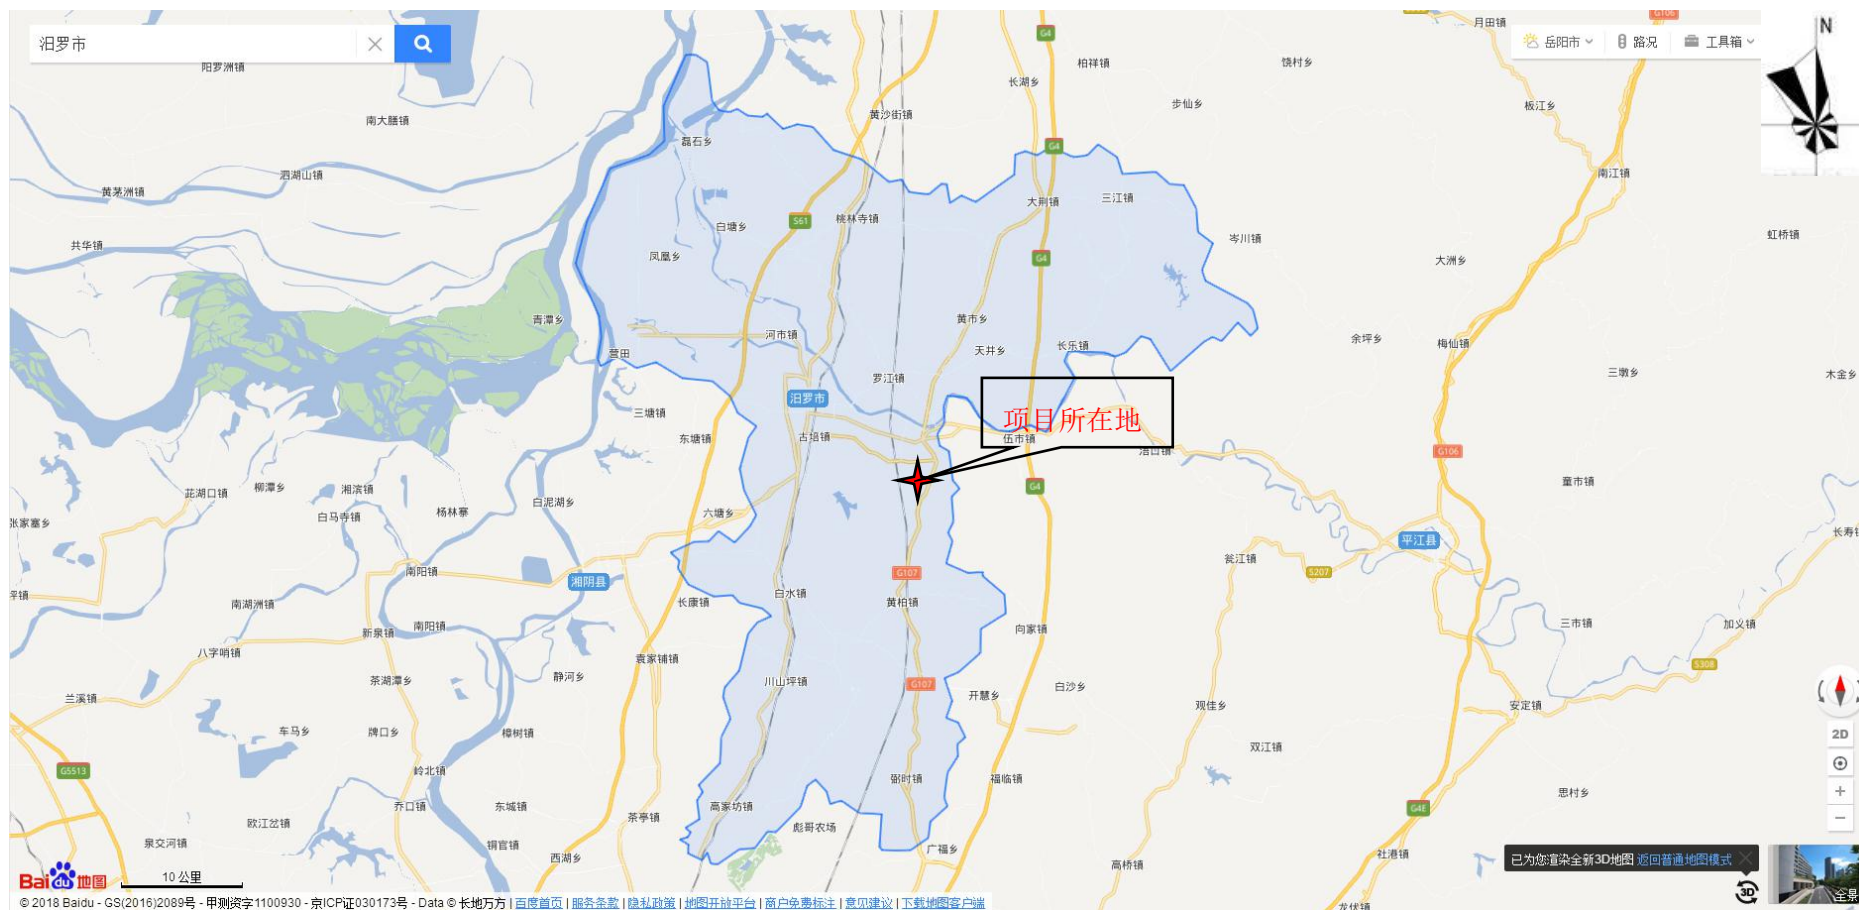 汨罗市
岳阳市
路况
工具箱
N
月田镇
G106
G4
阳罗洲镇
柏祥镇
饶村乡
长湖乡
步仙乡
板江乡
南大膳镇
黄沙街镇
磊石乡
G4
泗湖山镇
南江镇
黄茅洲镇
大荆镇
三江镇
白塘乡
S61
桃林寺镇
共华镇
岑川镇
虹桥镇
凤凰乡
G4
大洲乡
青潭乡
黄市乡
河市镇
余坪乡
梅仙镇
营田
天井乡
长乐镇
罗江镇
三墩乡
木金乡
汨罗市
三塘镇
项目所在地
东塘镇
古培镇
伍市镇
浯口镇
G106
童市镇
柳潭乡
湘滨镇
G4
茈湖口镇
白泥湖乡
杨林寨
六塘乡
白马寺镇
张家塞乡
长寿镇
平江县
瓮江镇
南阳镇
湘阴县
G107
S207
坪镇
白水镇
黄柏镇
长康镇
南湖洲镇
三市镇
加义镇
新泉镇
南阳镇
向家镇
八字哨镇
袁家铺镇
S308
静河乡
茶湖潭乡
川山坪镇
G107
开慧乡
白沙乡
兰溪镇
观佳乡
安定镇
车马乡
牌口乡
樟树镇
双江镇
2D
G5513
岭北镇
弼时镇
福临镇
思村乡
乔口镇
东城镇
高家坊镇
G4E
茶亭镇
欧江岔镇
彪哥农场
泉交河镇
铜官镇
西湖乡
广福乡
高桥镇
社港镇
已为您渲染全新3D地图 返回普通地图模式
Bai du 地图
10 公里
3D
全景
龙伏镇
© 2018 Baidu - GS(2016)2089号 - 甲测资字1100930 - 京ICP证030173号 - Data © 长地万方 | 百度首页 | 服务条款 | 隐私政策 | 地图开放平台 | 商户免费标注 | 意见建议 | 下载地图客户端